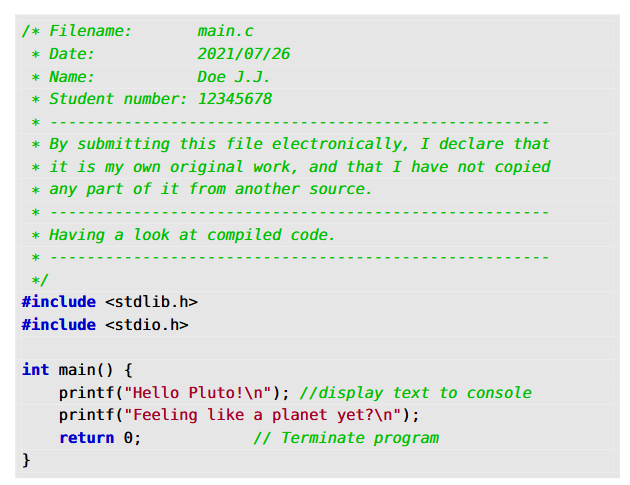 /* Filename:       main.c
 * Date:           2021/07/26
 * Name:           Doe J.J.
 * Student number: 12345678
 * ------------------------------------------------------
 * By submitting this file electronically, I declare that
 * it is my own original work, and that I have not copied
 * any part of it from another source.
 * ------------------------------------------------------
 * Having a look at compiled code.
 * ------------------------------------------------------
 */
#include <stdlib.h>
#include <stdio.h>

int main() {
    printf("Hello Pluto!\n"); //display text to console
    printf("Feeling like a planet yet?\n");
    return 0;            // Terminate program
}